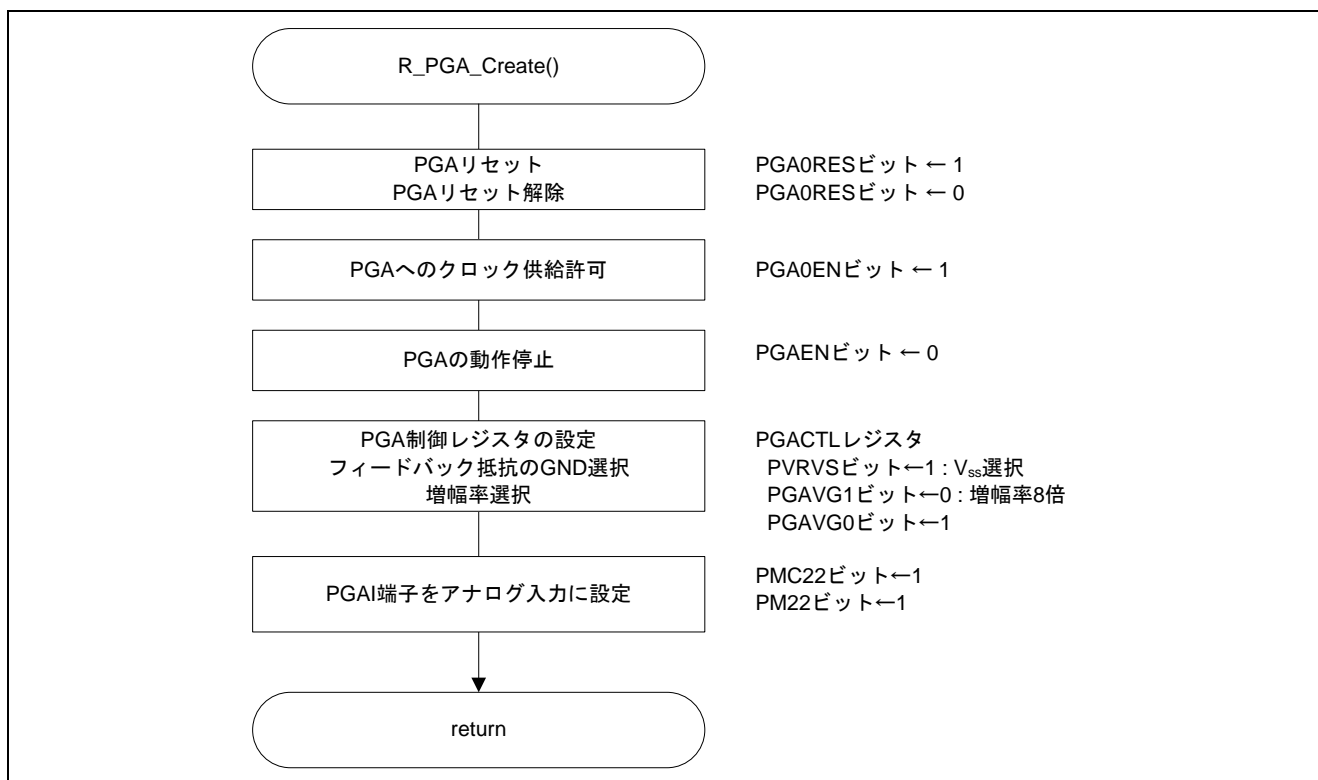 R_PGA_Create()
PGAリセット
PGAリセット解除
PGA0RESビット ← 1
PGA0RESビット ← 0
PGAへのクロック供給許可
PGA0ENビット ← 1
PGAの動作停止
PGAENビット ← 0
PGA制御レジスタの設定
フィードバック抵抗のGND選択
増幅率選択
PGACTLレジスタ
PVRVSビット←1 : Vss選択
PGAVG1ビット←0 : 増幅率8倍
PGAVG0ビット←1
PGAI端子をアナログ入力に設定
PMC22ビット←1
PM22ビット←1
return